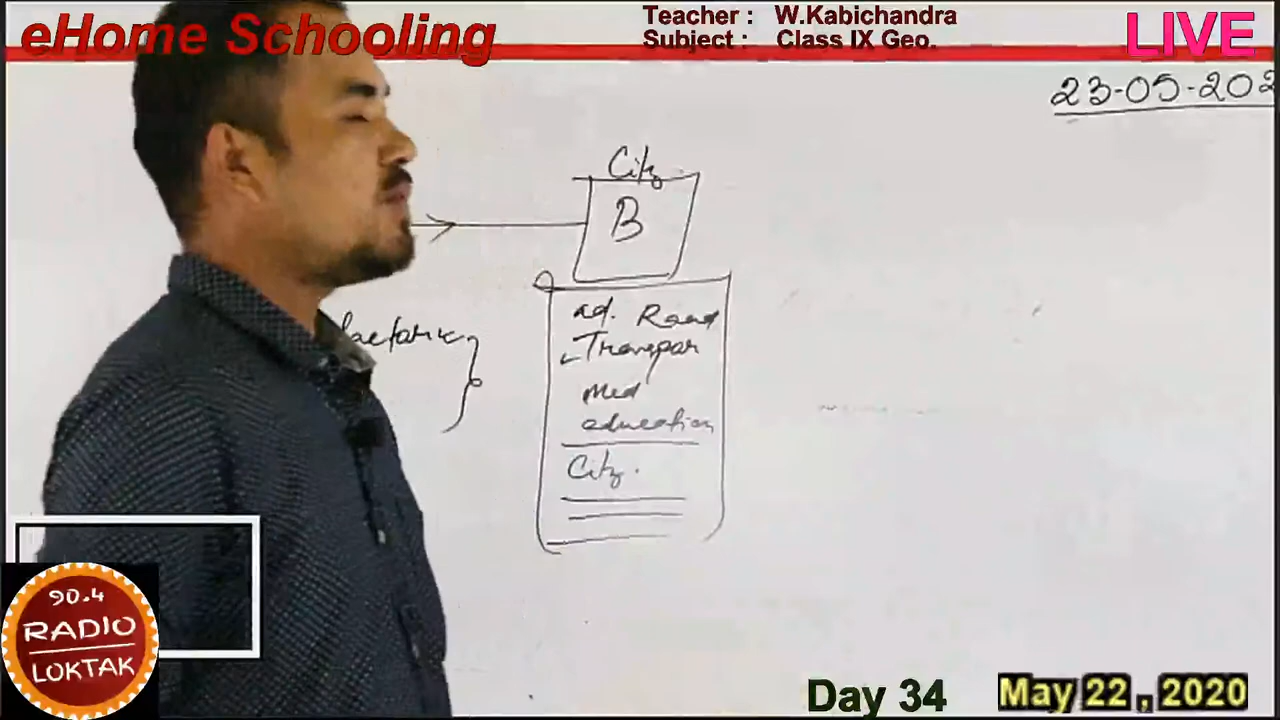 eHome Schooling
Teacher : W.Kabichandra
Subject : Class IX Geo.
LIVE
23-05-202
City
B
ad. Road
Transpor
med
education
City.
90.4
RADIO
LOKTAK
Day 34
May 22 , 2020